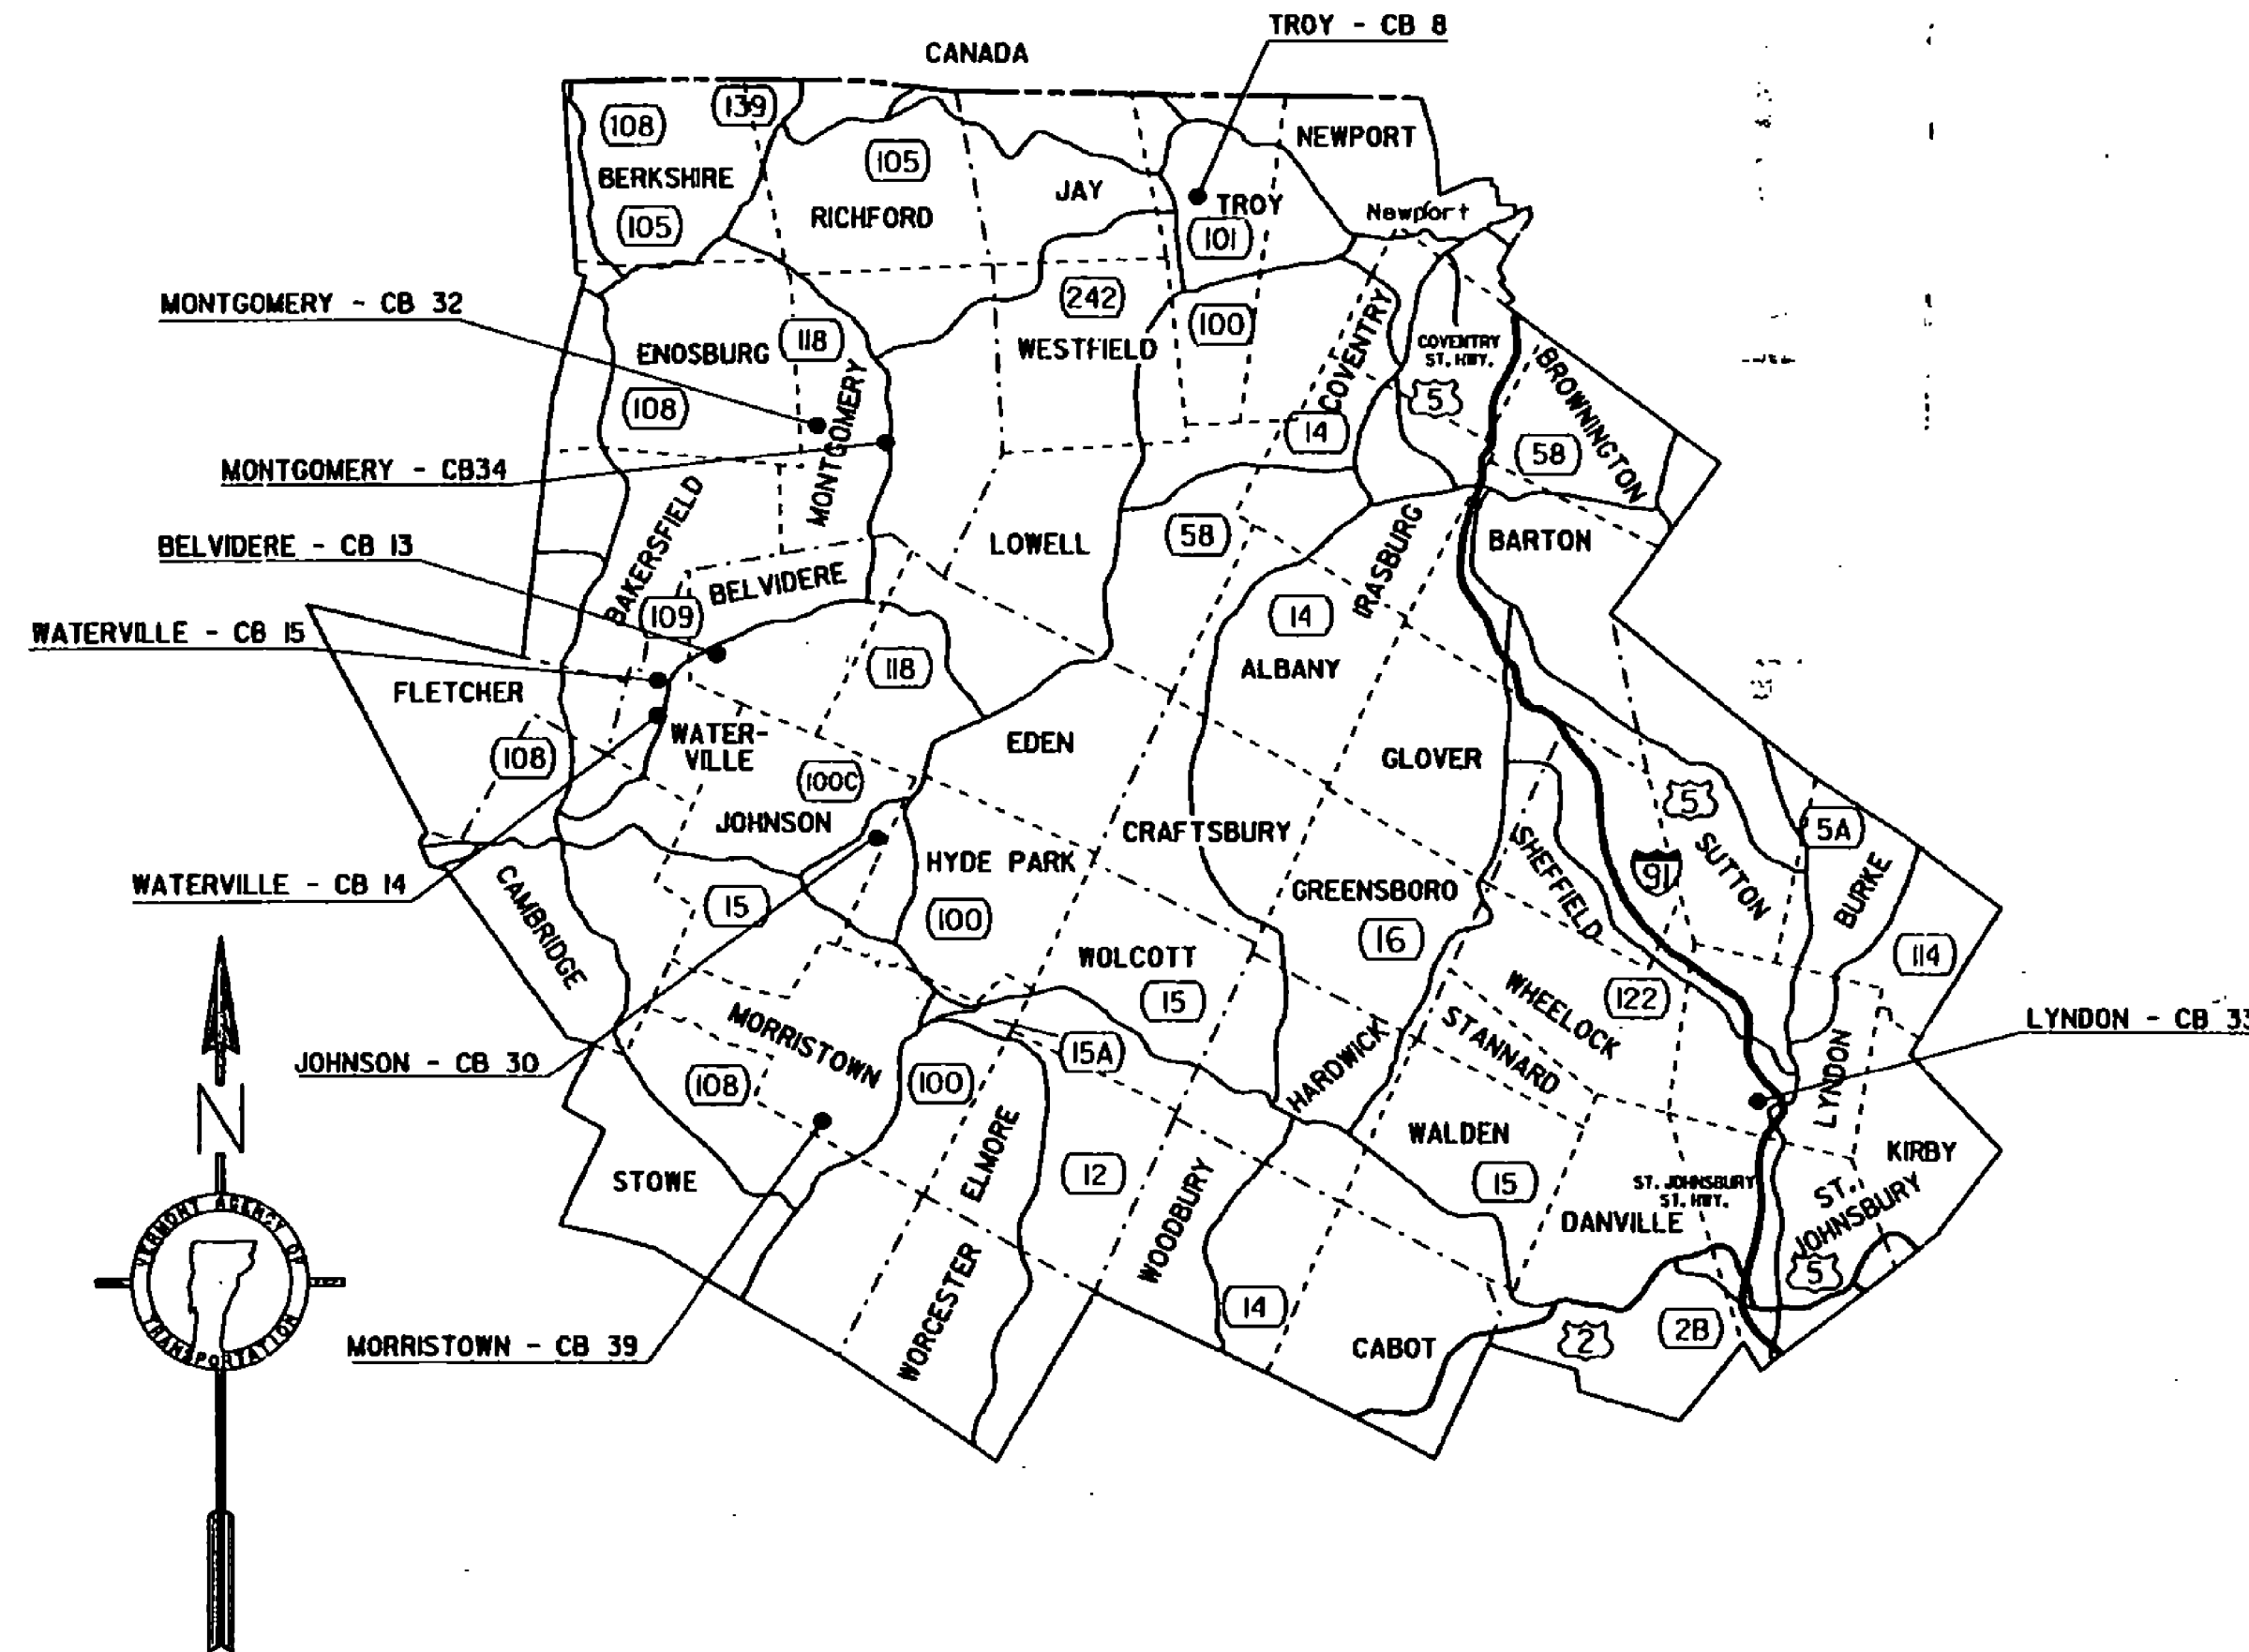 TROY - CB 8
CANADA
139
108
NEWPORT
105
BERKSHIRE
JAY
RICHFORD
TROY
Newport
105
101
MONTGOMERY - CB 32
242
100
118
COVENTRY
ST. HWY.
ENOSBURG
WESTFIELD
COVENTRY
BROWNINGTON
5
108
MONTGOMERY
14
58
MONTGOMERY - CB34
BELVIDERE - CB 13
BAKERSFIELD
LOWELL
58
IRASBURG
BARTON
BELVIDERE
109
14
WATERVILLE - CB 15
118
ALBANY
FLETCHER
WATER-
VILLE
EDEN
108
GLOVER
100C
5
JOHNSON
CRAFTSBURY
5A
HYDE PARK
SHEFFIELD
91
SUTTON
BURKE
WATERVILLE - CB 14
GREENSBORO
CAMBRIDGE
15
100
16
114
WOLCOTT
15
WHEELOCK
122
LYNDON - CB 33
MORRISTOWN
STANNARD
15A
JOHNSON - CB 30
108
100
HARDWICK
LYNDON
N
ELMORE
WALDEN
KIRBY
STOWE
12
15
ST. JOHNSBURY
ST. HWY.
WOODBURY
DANVILLE
ST.
JOHNSBURY
VERMONT AGENCY OF
TRANSPORTATION
5
WORCESTER
14
2B
MORRISTOWN - CB 39
CABOT
2